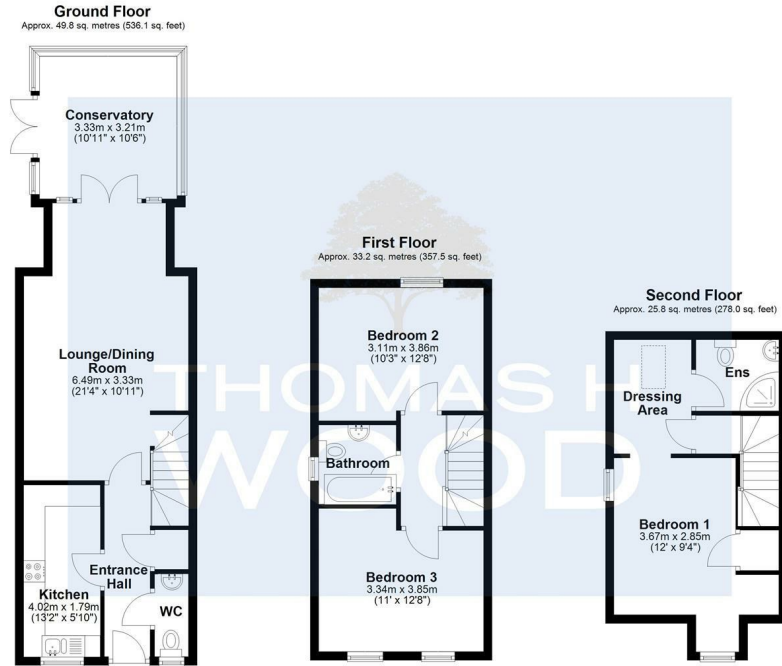 Ground Floor
Approx. 49.8 sq. metres (536.1 sq. feet)
Conservatory
3.33m x 3.21m
(10'11" x 10'6")
Lounge/Dining
Room
6.49m x 3.33m
(21'4" x 10'11")
Entrance
Hall
Kitchen
4.02m x 1.79m
(13'2" x 5'10")
WC
First Floor
Approx. 33.2 sq. metres (357.5 sq. feet)
Bedroom 2
3.11m x 3.86m
(10'3" x 12'8")
Bathroom
Bedroom 3
3.34m x 3.85m
(11' x 12'8")
Second Floor
Approx. 25.8 sq. metres (278.0 sq. feet)
Ens
Dressing
Area
Bedroom 1
3.67m x 2.85m
(12' x 9'4")
THOMAS H
WOOD